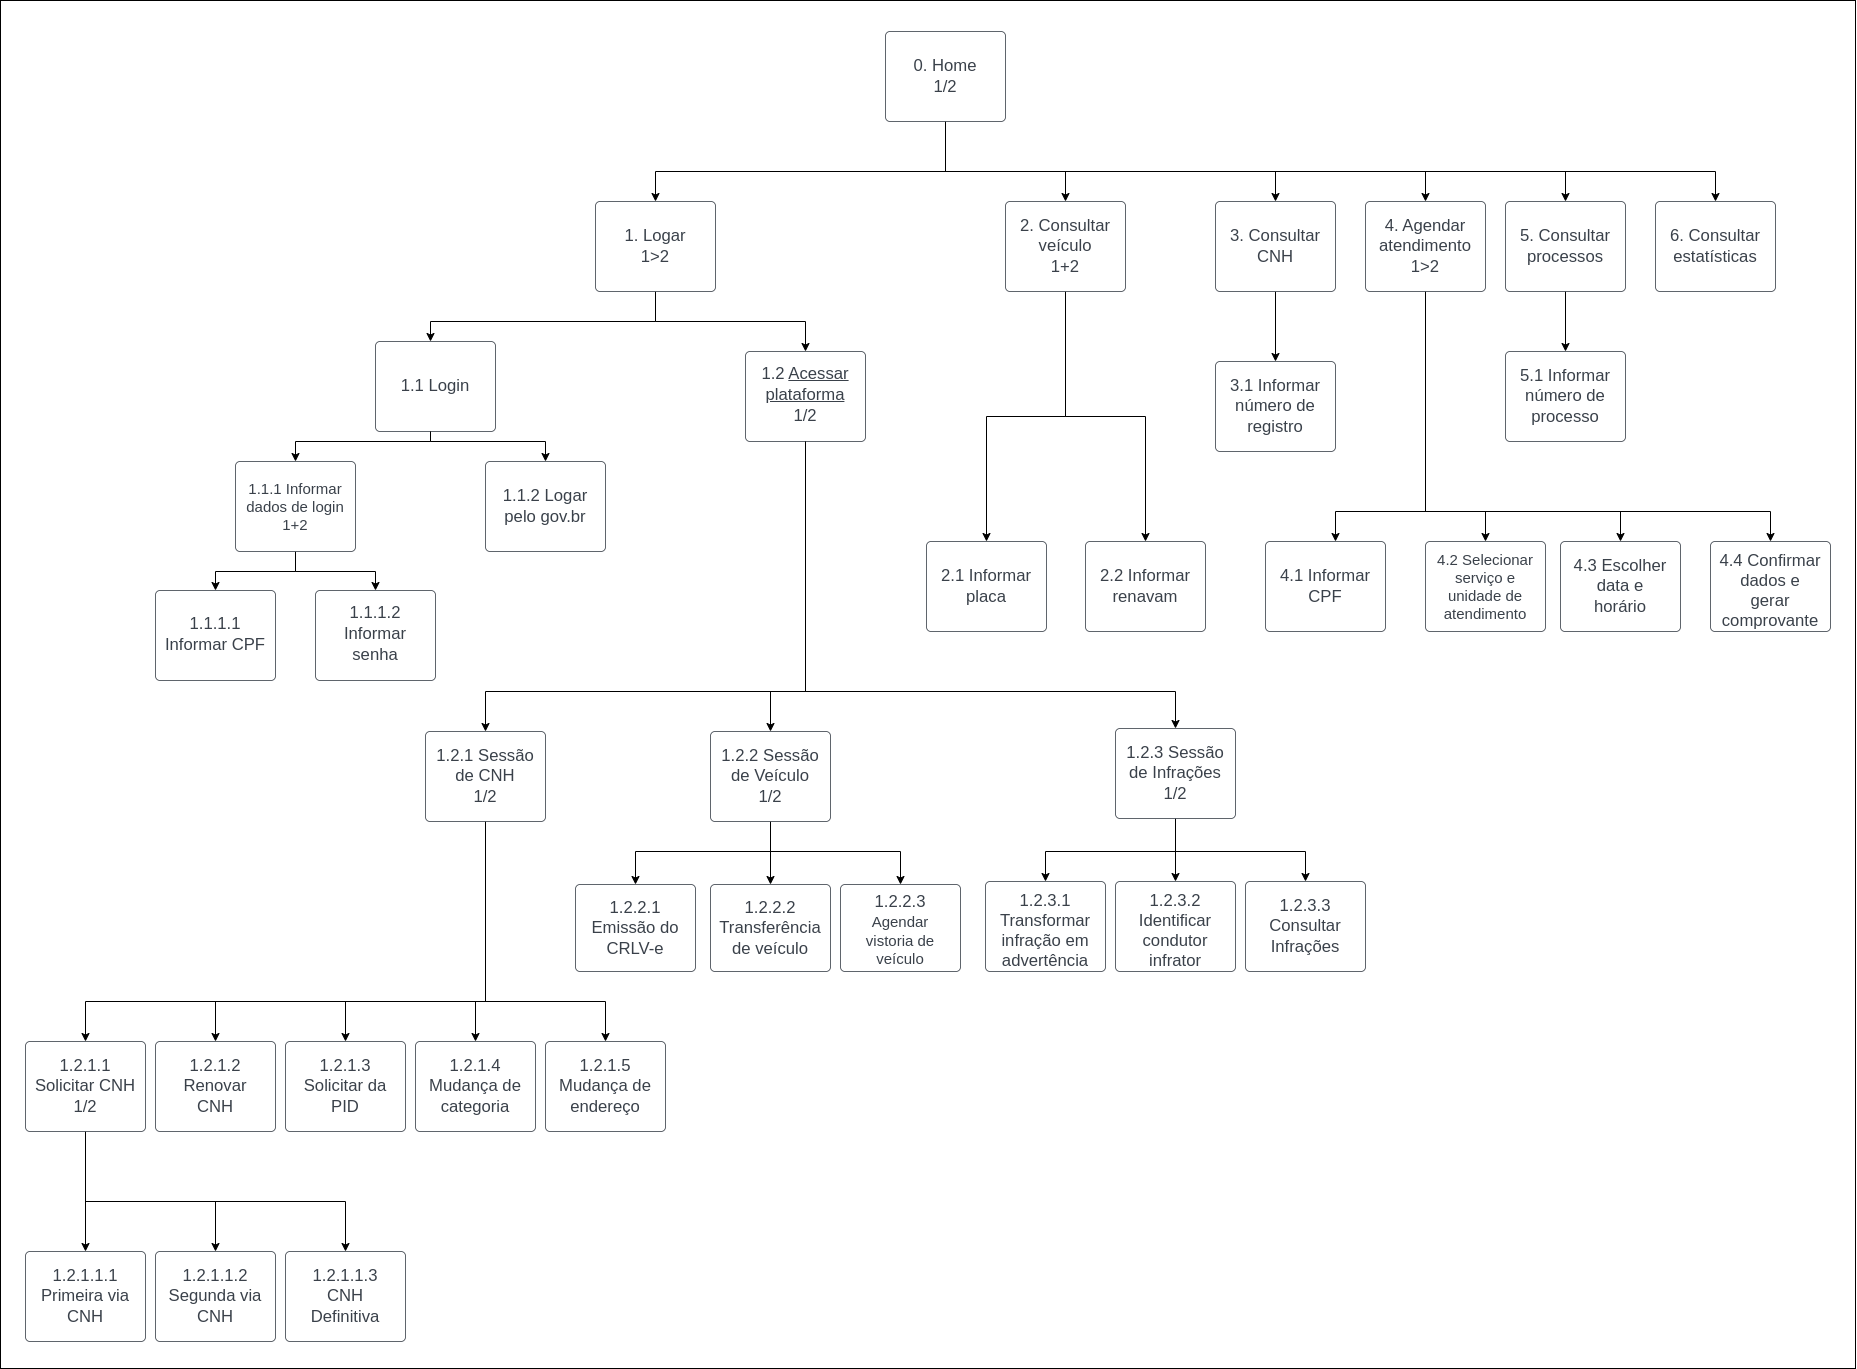 0. Home
1/2
1. Logar
1>2
2. Consultar
veículo
1+2
3. Consultar
CNH
4. Agendar
atendimento
1>2
5. Consultar
processos
6. Consultar
estatísticas
1.1 Login
1.2 Acessar
plataforma
1/2
3.1 Informar
número de
registro
5.1 Informar
número de
processo
1.1.1 Informar
dados de login
1+2
1.1.2 Logar
pelo gov.br
2.1 Informar
placa
2.2 Informar
renavam
4.1 Informar
CPF
4.2 Selecionar
serviço e
unidade de
atendimento
4.3 Escolher
data e
horário
4.4 Confirmar
dados e
gerar
comprovante
1.1.1.1
Informar CPF
1.1.1.2
Informar
senha
1.2.1 Sessão
de CNH
1/2
1.2.2 Sessão
de Veículo
1/2
1.2.3 Sessão
de Infrações
1/2
1.2.2.1
Emissão do
CRLV-e
1.2.2.2
Transferência
de veículo
1.2.2.3
Agendar
vistoria de
veículo
1.2.3.1
Transformar
infração em
advertência
1.2.3.2
Identificar
condutor
infrator
1.2.3.3
Consultar
Infrações
1.2.1.1
Solicitar CNH
1/2
1.2.1.2
Renovar
CNH
1.2.1.3
Solicitar da
PID
1.2.1.4
Mudança de
categoria
1.2.1.5
Mudança de
endereço
1.2.1.1.1
Primeira via
CNH
1.2.1.1.2
Segunda via
CNH
1.2.1.1.3
CNH
Definitiva